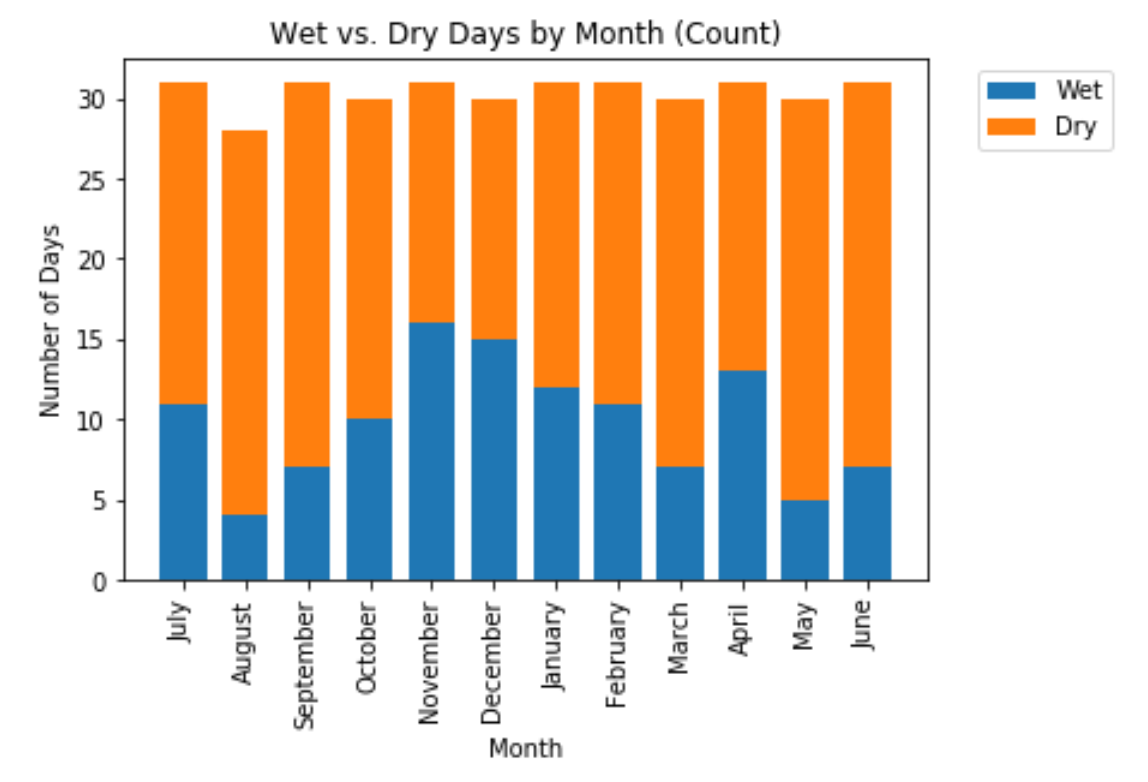 Wet vs. Dry Days by Month (Count)
Wet
Dry
Number of Days
30
25
20
15
10
5
0
July
August
September
October
November
December
January
February
March
April
May
June
Month